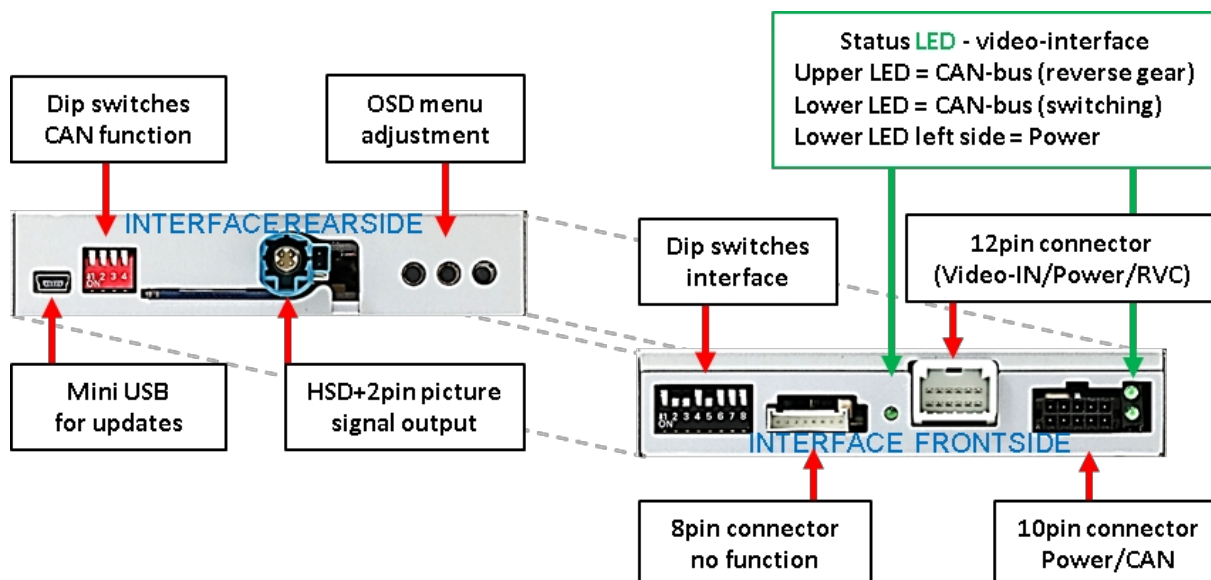 Status LED - video-interface
Upper LED = CAN-bus (reverse gear)
Lower LED = CAN-bus (switching)
Lower LED left side = Power
Dip switches
CAN function
OSD menu
adjustment
INTERFACE REARSIDE
1 2 3 4
ON
Mini USB
for updates
HSD+2pin picture
signal output
Dip switches
interface
12pin connector
(Video-IN/Power/RVC)
1 2 3 4 5 6 7 8
ON
INTERFACE FRONTSIDE
8pin connector
no function
10pin connector
Power/CAN